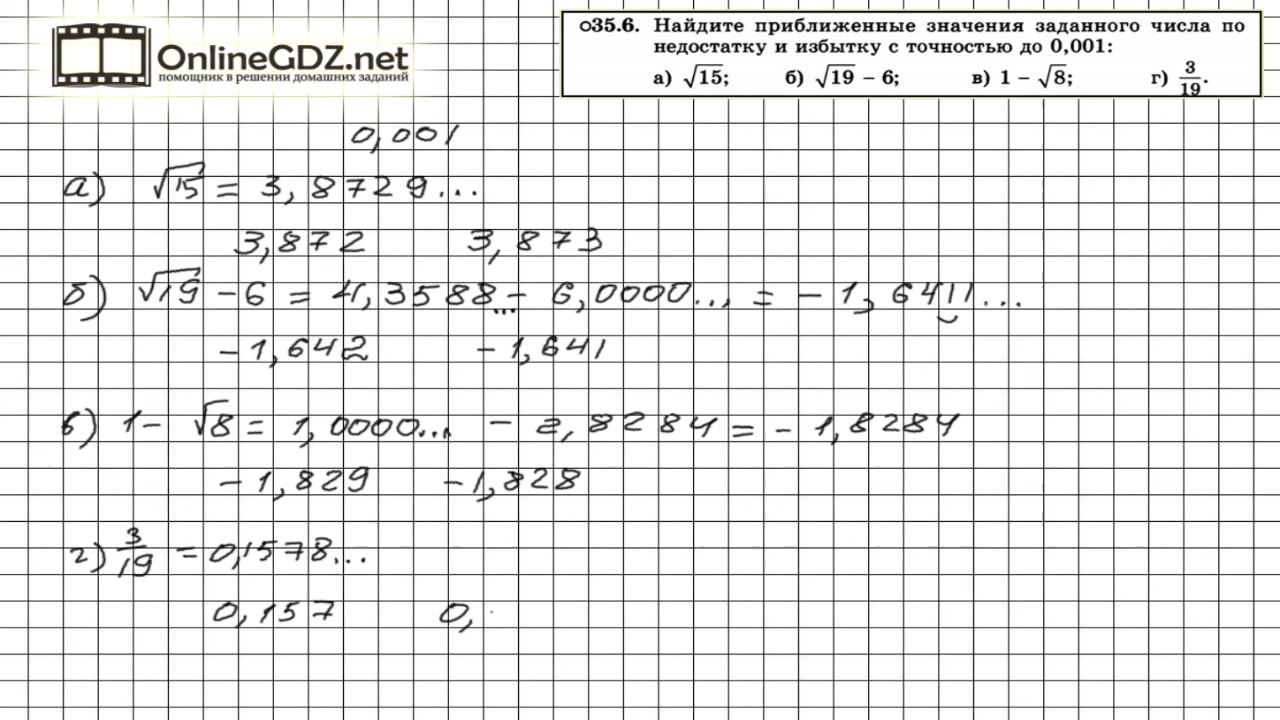 OnlineGDZ.net
помощник в решении домашних заданий
35.6. Найдите приближенные значения заданного числа по
недостатку и избытку с точностью до 0,001:
а) √15; б) √19 − 6; в) 1 − √8; г) 3/19.
0,001
а) √15 = 3,8729...
3,872 3,873
б) √19 − 6 = 4,3588... − 6,0000... = − 1,6411...
− 1,642 − 1,641
в) 1 − √8 = 1,0000... − 2,8284 = − 1,8284
− 1,829 − 1,828
г) 3/19 = 0,1578...
0,157 0,